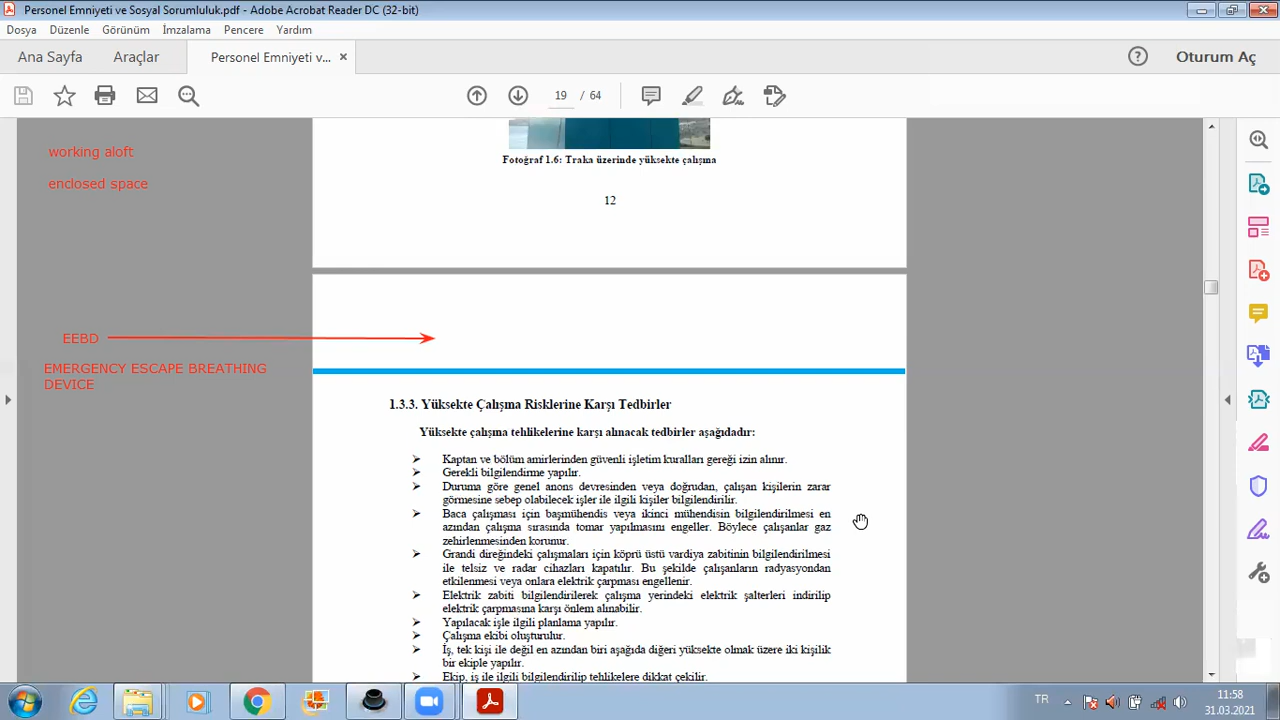 Personel Emniyeti ve Sosyal Sorumluluk.pdf - Adobe Acrobat Reader DC (32-bit)
Dosya Düzenle Görünüm İmzalama Pencere Yardım
Ana Sayfa Araçlar Personel Emniyeti v... × Oturum Aç
19 / 64
working aloft
enclosed space
Fotoğraf 1.6: Traka üzerinde yüksekte çalışma
12
EEBD
EMERGENCY ESCAPE BREATHING
DEVICE
1.3.3. Yüksekte Çalışma Risklerine Karşı Tedbirler
Yüksekte çalışma tehlikelerine karşı alınacak tedbirler aşağıdadır:
Kaptan ve bölüm amirlerinden güvenli işletim kuralları gereği izin alınır.
Gerekli bilgilendirme yapılır.
Duruma göre genel anons devresinden veya doğrudan, çalışan kişilerin zarar
görmesine sebep olabilecek işler ile ilgili kişiler bilgilendirilir.
Baca çalışması için başmühendis veya ikinci mühendisin bilgilendirilmesi en
azından çalışma sırasında tomar yapılmasını engeller. Böylece çalışanlar gaz
zehirlenmesinden korunur.
Grandi direğindeki çalışmaları için köprü üstü vardiya zabitinin bilgilendirilmesi
ile telsiz ve radar cihazları kapatılır. Bu şekilde çalışanların radyasyondan
etkilenmesi veya onlara elektrik çarpması engellenir.
Elektrik zabiti bilgilendirilerek çalışma yerindeki elektrik şalterleri indirilip
elektrik çarpmasına karşı önlem alınabilir.
Yapılacak işle ilgili planlama yapılır.
Çalışma ekibi oluşturulur.
İş, tek kişi ile değil en azından biri aşağıda diğeri yüksekte olmak üzere iki kişilik
bir ekiple yapılır.
Ekip, iş ile ilgili bilgilendirilip tehlikelere dikkat çekilir.
TR
11:58
31.03.2021